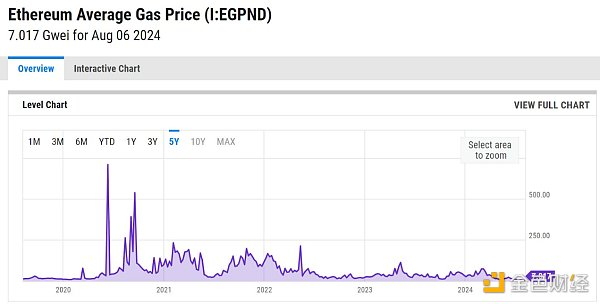 Ethereum Average Gas Price (I:EGPND)
7.017 Gwei for Aug 06 2024
Overview Interactive Chart
Level Chart VIEW FULL CHART
1M 3M 6M YTD 1Y 3Y 5Y 10Y MAX
Select area
to zoom
500.00
250.00
2020 2021 2022 2023 2024
金色财经